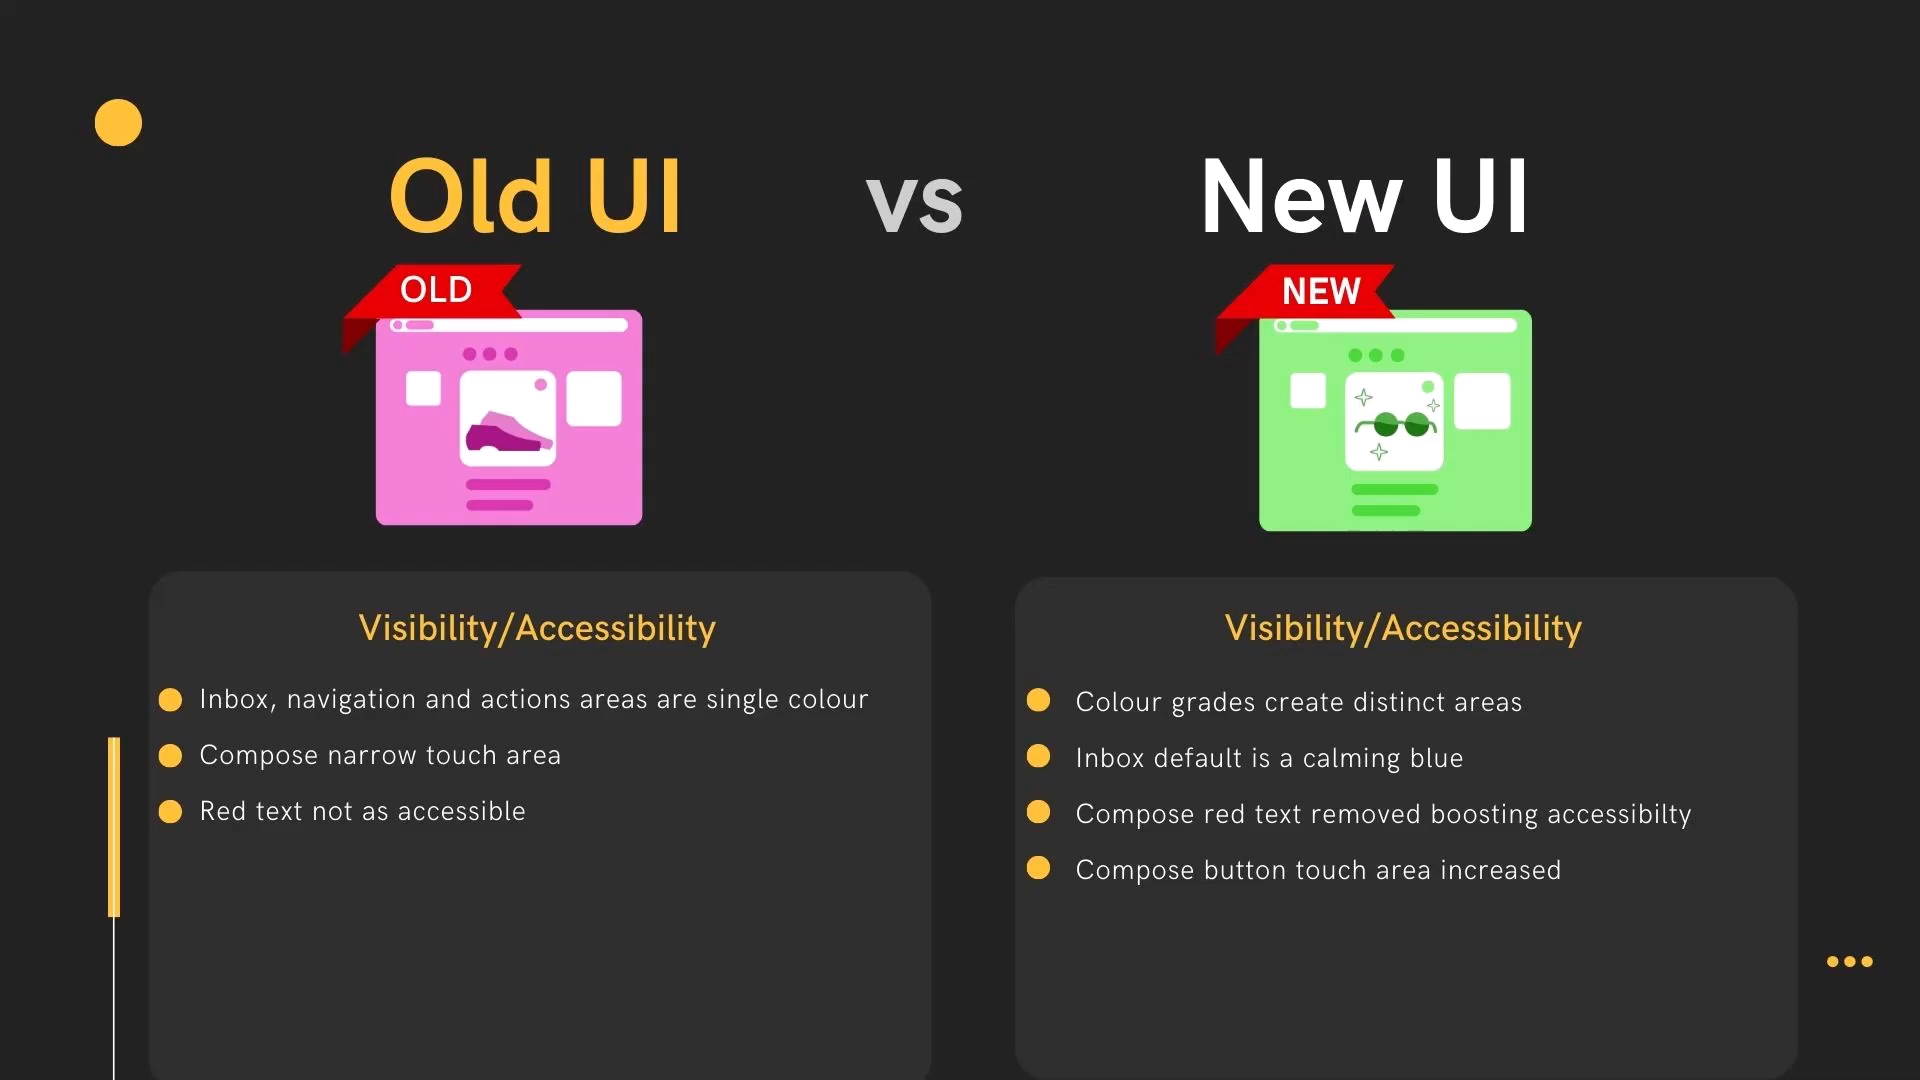 Old UI
vs
New UI
OLD
NEW
Visibility/Accessibility
Inbox, navigation and actions areas are single colour
Compose narrow touch area
Red text not as accessible
Visibility/Accessibility
Colour grades create distinct areas
Inbox default is a calming blue
Compose red text removed boosting accessibilty
Compose button touch area increased